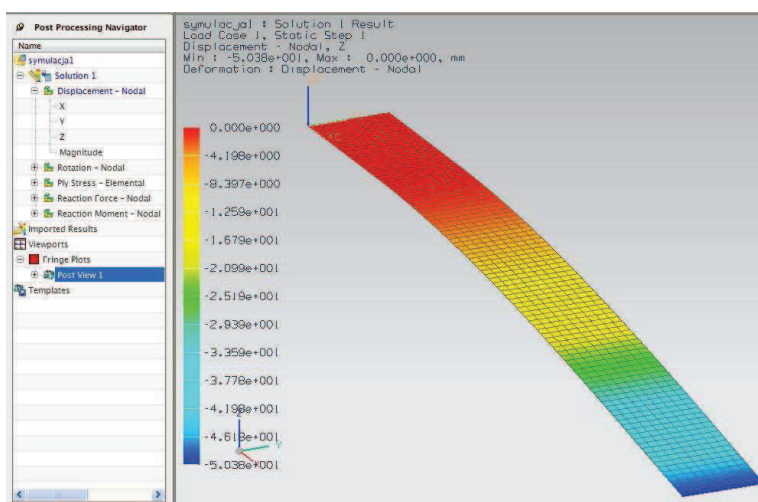 Post Processing Navigator
Name
symulacja1
Solution 1
Displacement - Nodal
X
Y
Z
Magnitude
Rotation - Nodal
Ply Stress - Elemental
Reaction Force - Nodal
Reaction Moment - Nodal
Imported Results
Viewports
Fringe Plots
Post View 1
Templates
symulacja1 : Solution 1 Result
Load Case 1, Static Step 1
Displacement - Nodal, Z
Min : -5.038e+001, Max : 0.000e+000, mm
Deformation : Displacement - Nodal
0.000e+000
-4.198e+000
-8.397e+000
-1.259e+001
-1.679e+001
-2.099e+001
-2.519e+001
-2.939e+001
-3.359e+001
-3.778e+001
-4.198e+001
-4.618e+001
-5.038e+001
Z
Y